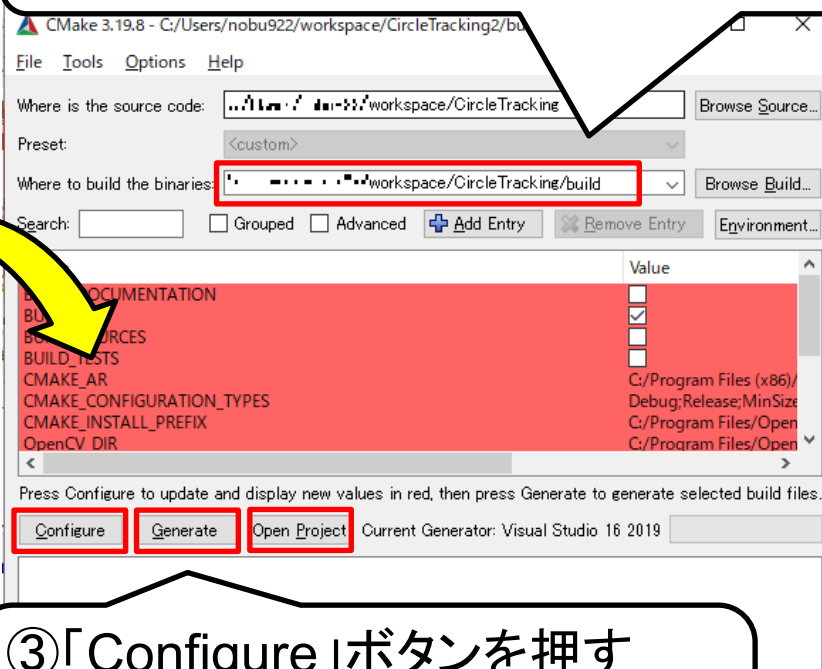 CMake 3.19.8 - C:/Users/nobu922/workspace/CircleTracking2/bu
File Tools Options Help
Where is the source code: /workspace/CircleTracking Browse Source...
Preset: <custom>
Where to build the binaries: workspace/CircleTracking/build Browse Build...
Search: Grouped Advanced Add Entry Remove Entry Environment...
Value
OCUMENTATION
BU
RCES
BUILD_TESTS
CMAKE_AR C:/Program Files (x86)/
CMAKE_CONFIGURATION_TYPES Debug;Release;MinSize
CMAKE_INSTALL_PREFIX C:/Program Files/Open
OpenCV_DIR C:/Program Files/Open
Press Configure to update and display new values in red, then press Generate to generate selected build files.
Configure Generate Open Project Current Generator: Visual Studio 16 2019
③「Configure」ボタンを押す